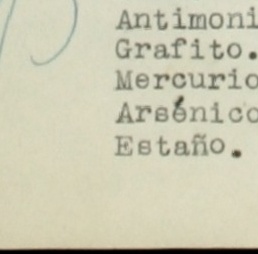 Antimoni
Grafito.
Mercurio
Arsénico
Estaño.